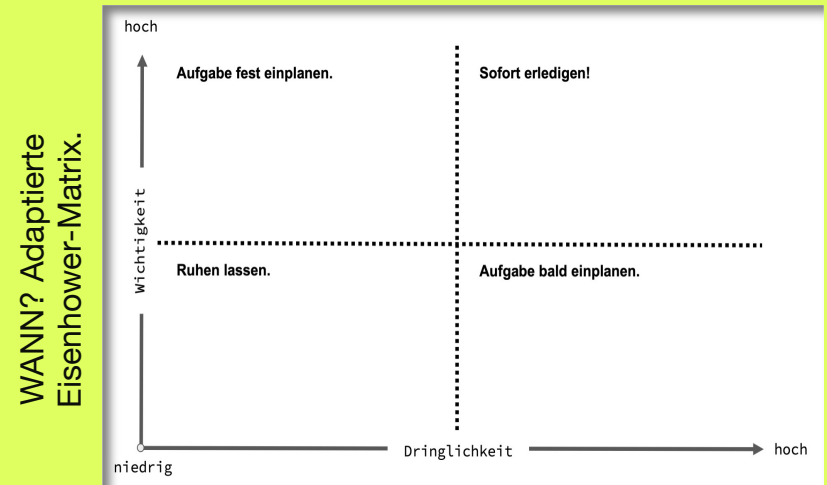 WANN? Adaptierte
Eisenhower-Matrix.
hoch
Aufgabe fest einplanen.
Sofort erledigen!
Wichtigkeit
Ruhen lassen.
Aufgabe bald einplanen.
Dringlichkeit
hoch
niedrig